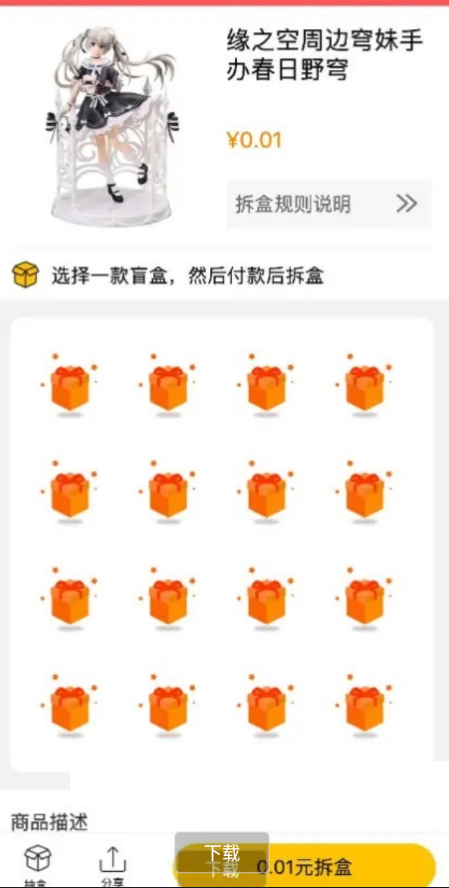 缘之空周边穹妹手
办春日野穹
¥0.01
拆盒规则说明
选择一款盲盒，然后付款后拆盒
商品描述
分享
下载
下载
0.01元拆盒